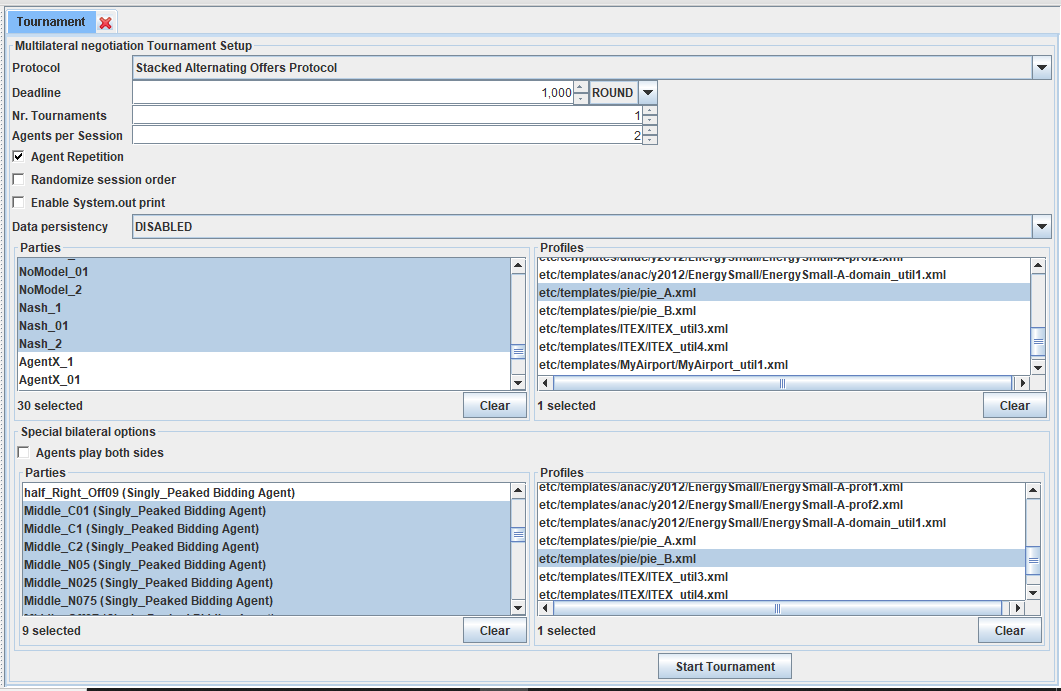 Tournament
Multilateral negotiation Tournament Setup
Protocol Stacked Alternating Offers Protocol
Deadline 1,000 ROUND
Nr. Tournaments 1
Agents per Session 2
Agent Repetition
Randomize session order
Enable System.out print
Data persistency DISABLED
Parties
NoModel_01
NoModel_2
Nash_1
Nash_01
Nash_2
AgentX_1
AgentX_01
30 selected
Clear
Profiles
etc/templates/anac/y2012/EnergySmall/EnergySmall-A-prof2.xml
etc/templates/anac/y2012/EnergySmall/EnergySmall-A-domain_util1.xml
etc/templates/pie/pie_A.xml
etc/templates/pie/pie_B.xml
etc/templates/ITEX/ITEX_util3.xml
etc/templates/ITEX/ITEX_util4.xml
etc/templates/MyAirport/MyAirport_util1.xml
1 selected
Clear
Special bilateral options
Agents play both sides
Parties
half_Right_Off09 (Singly_Peaked Bidding Agent)
Middle_C01 (Singly_Peaked Bidding Agent)
Middle_C1 (Singly_Peaked Bidding Agent)
Middle_C2 (Singly_Peaked Bidding Agent)
Middle_N05 (Singly_Peaked Bidding Agent)
Middle_N025 (Singly_Peaked Bidding Agent)
Middle_N075 (Singly_Peaked Bidding Agent)
9 selected
Clear
Profiles
etc/templates/anac/y2012/EnergySmall/EnergySmall-A-prof1.xml
etc/templates/anac/y2012/EnergySmall/EnergySmall-A-prof2.xml
etc/templates/anac/y2012/EnergySmall/EnergySmall-A-domain_util1.xml
etc/templates/pie/pie_A.xml
etc/templates/pie/pie_B.xml
etc/templates/ITEX/ITEX_util3.xml
etc/templates/ITEX/ITEX_util4.xml
1 selected
Clear
Start Tournament